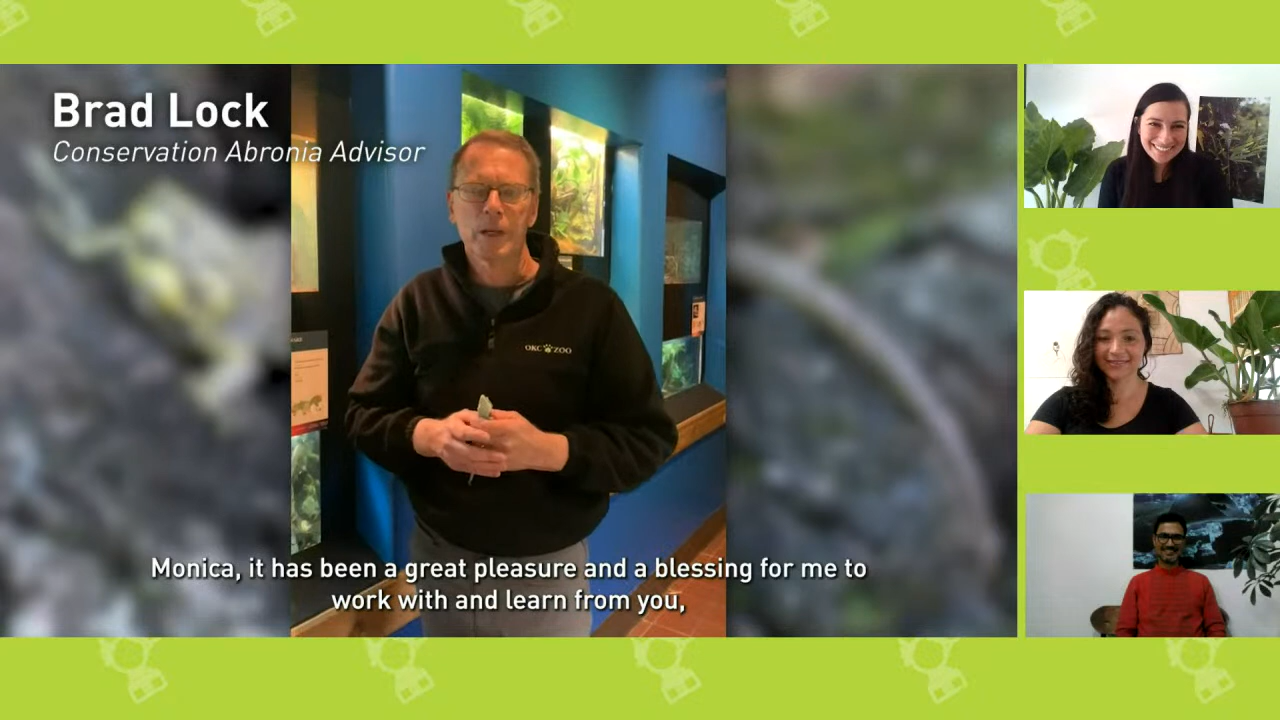 Brad Lock
Conservation Abronia Advisor
OKC ZOO
Monica, it has been a great pleasure and a blessing for me to
work with and learn from you,